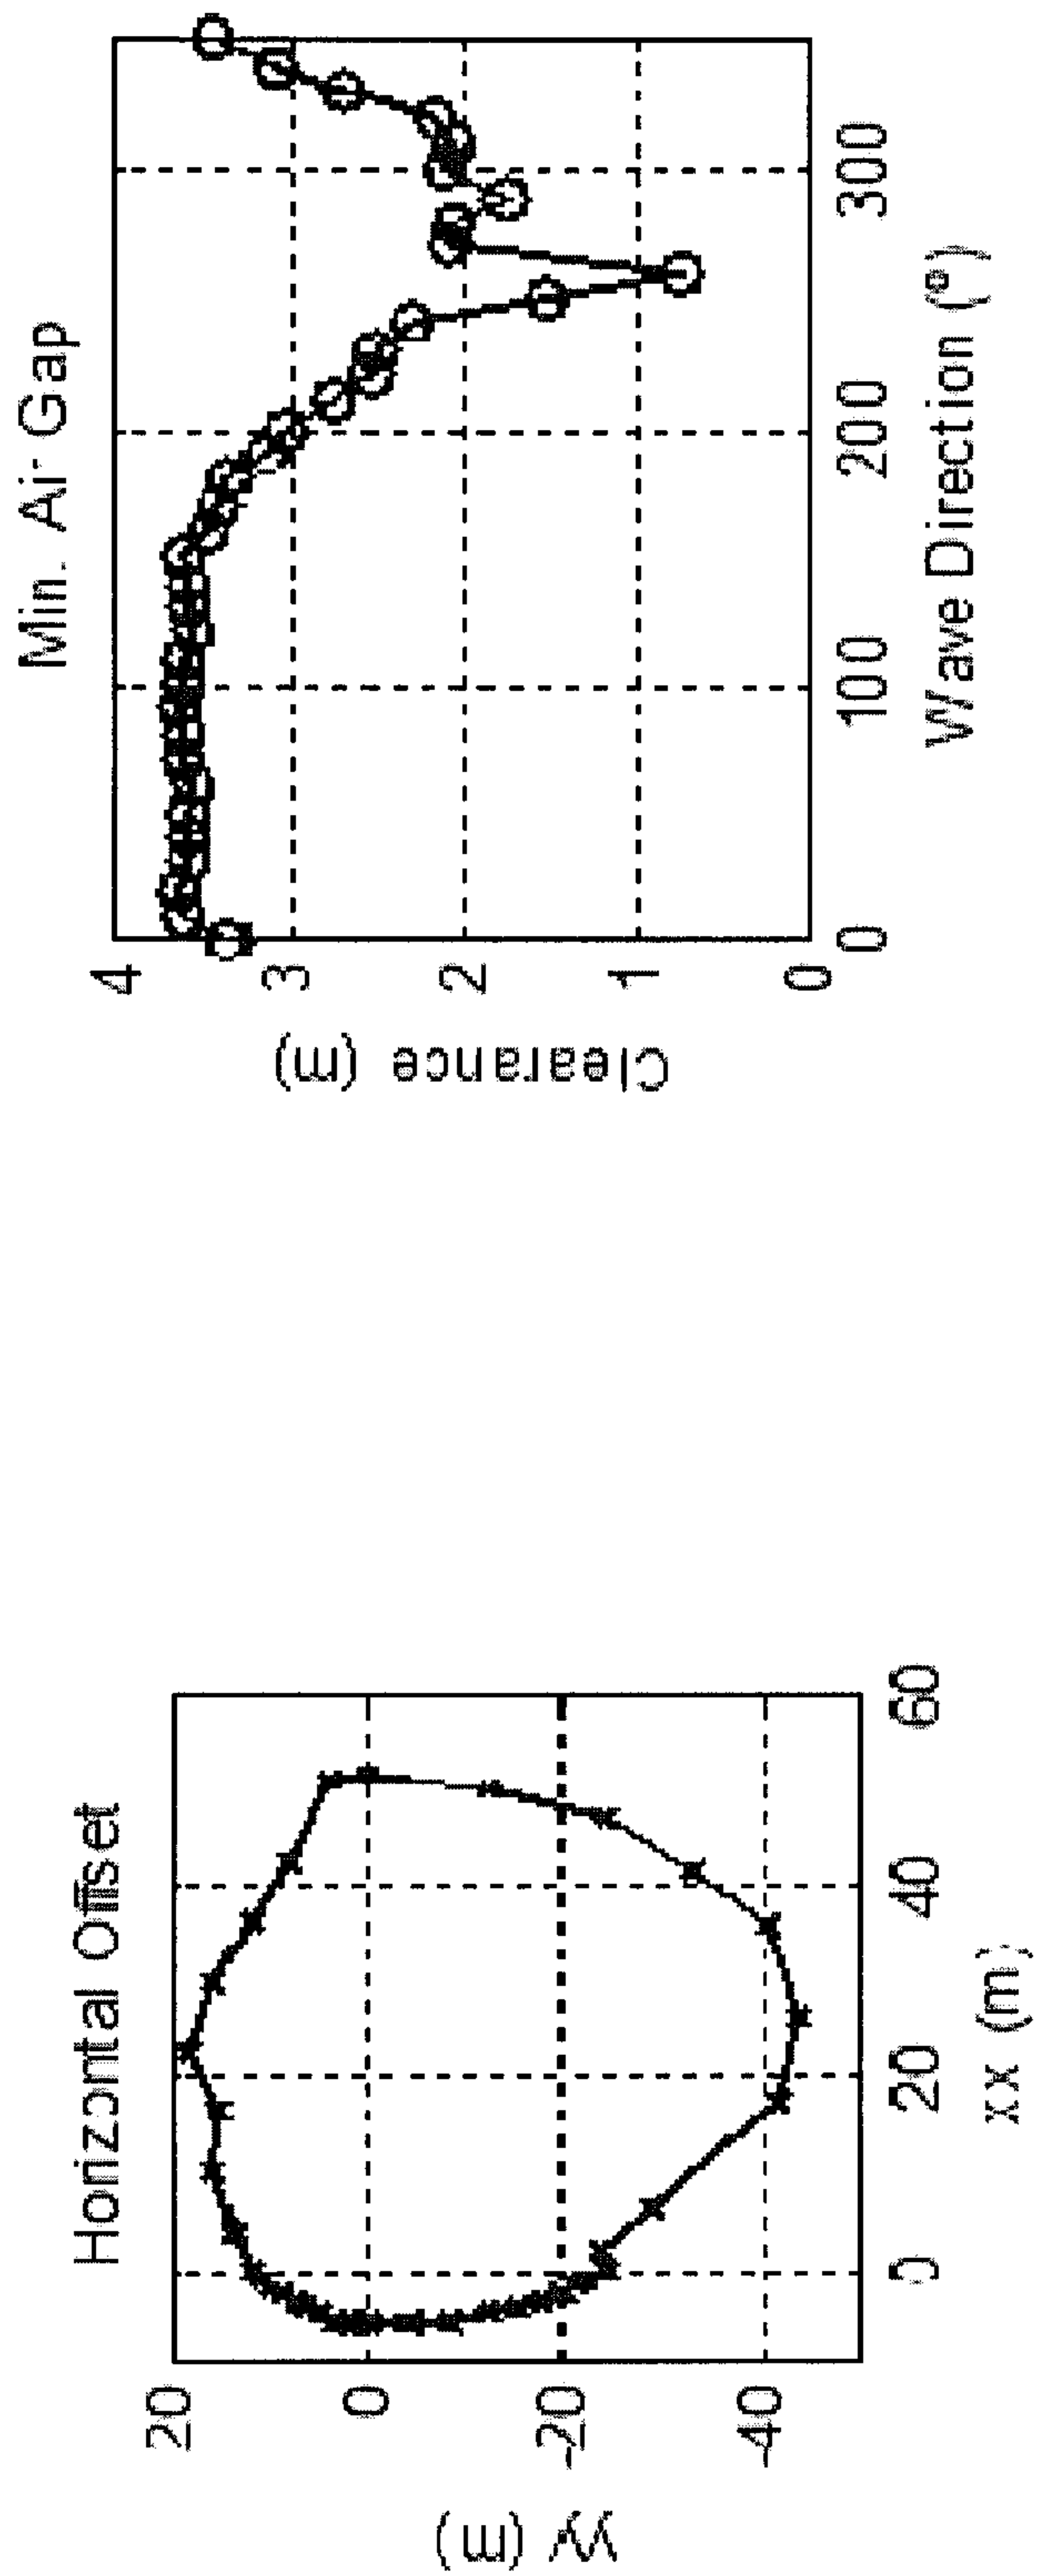 Horizontal Offset
20
0
-20
-40
yy (m)
0
20
40
60
xx (m)
Min. Air Gap
4
3
2
1
0
Clearance (m)
0
100
200
300
Wave Direction (º)